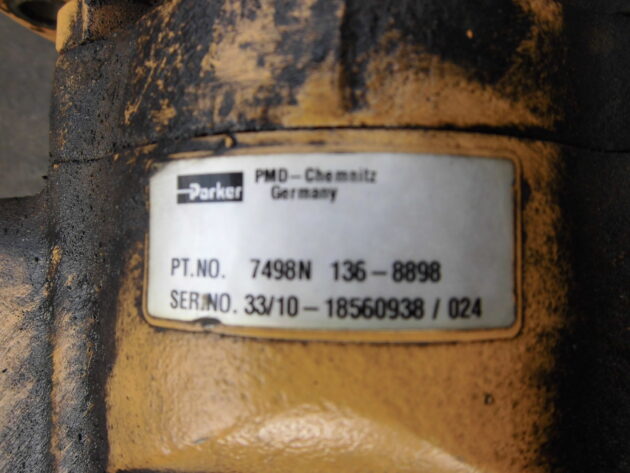 Parker PMD-Chemnitz
Germany
PT.NO. 7498N 136-8898
SER.NO. 33/10-18560938 / 024